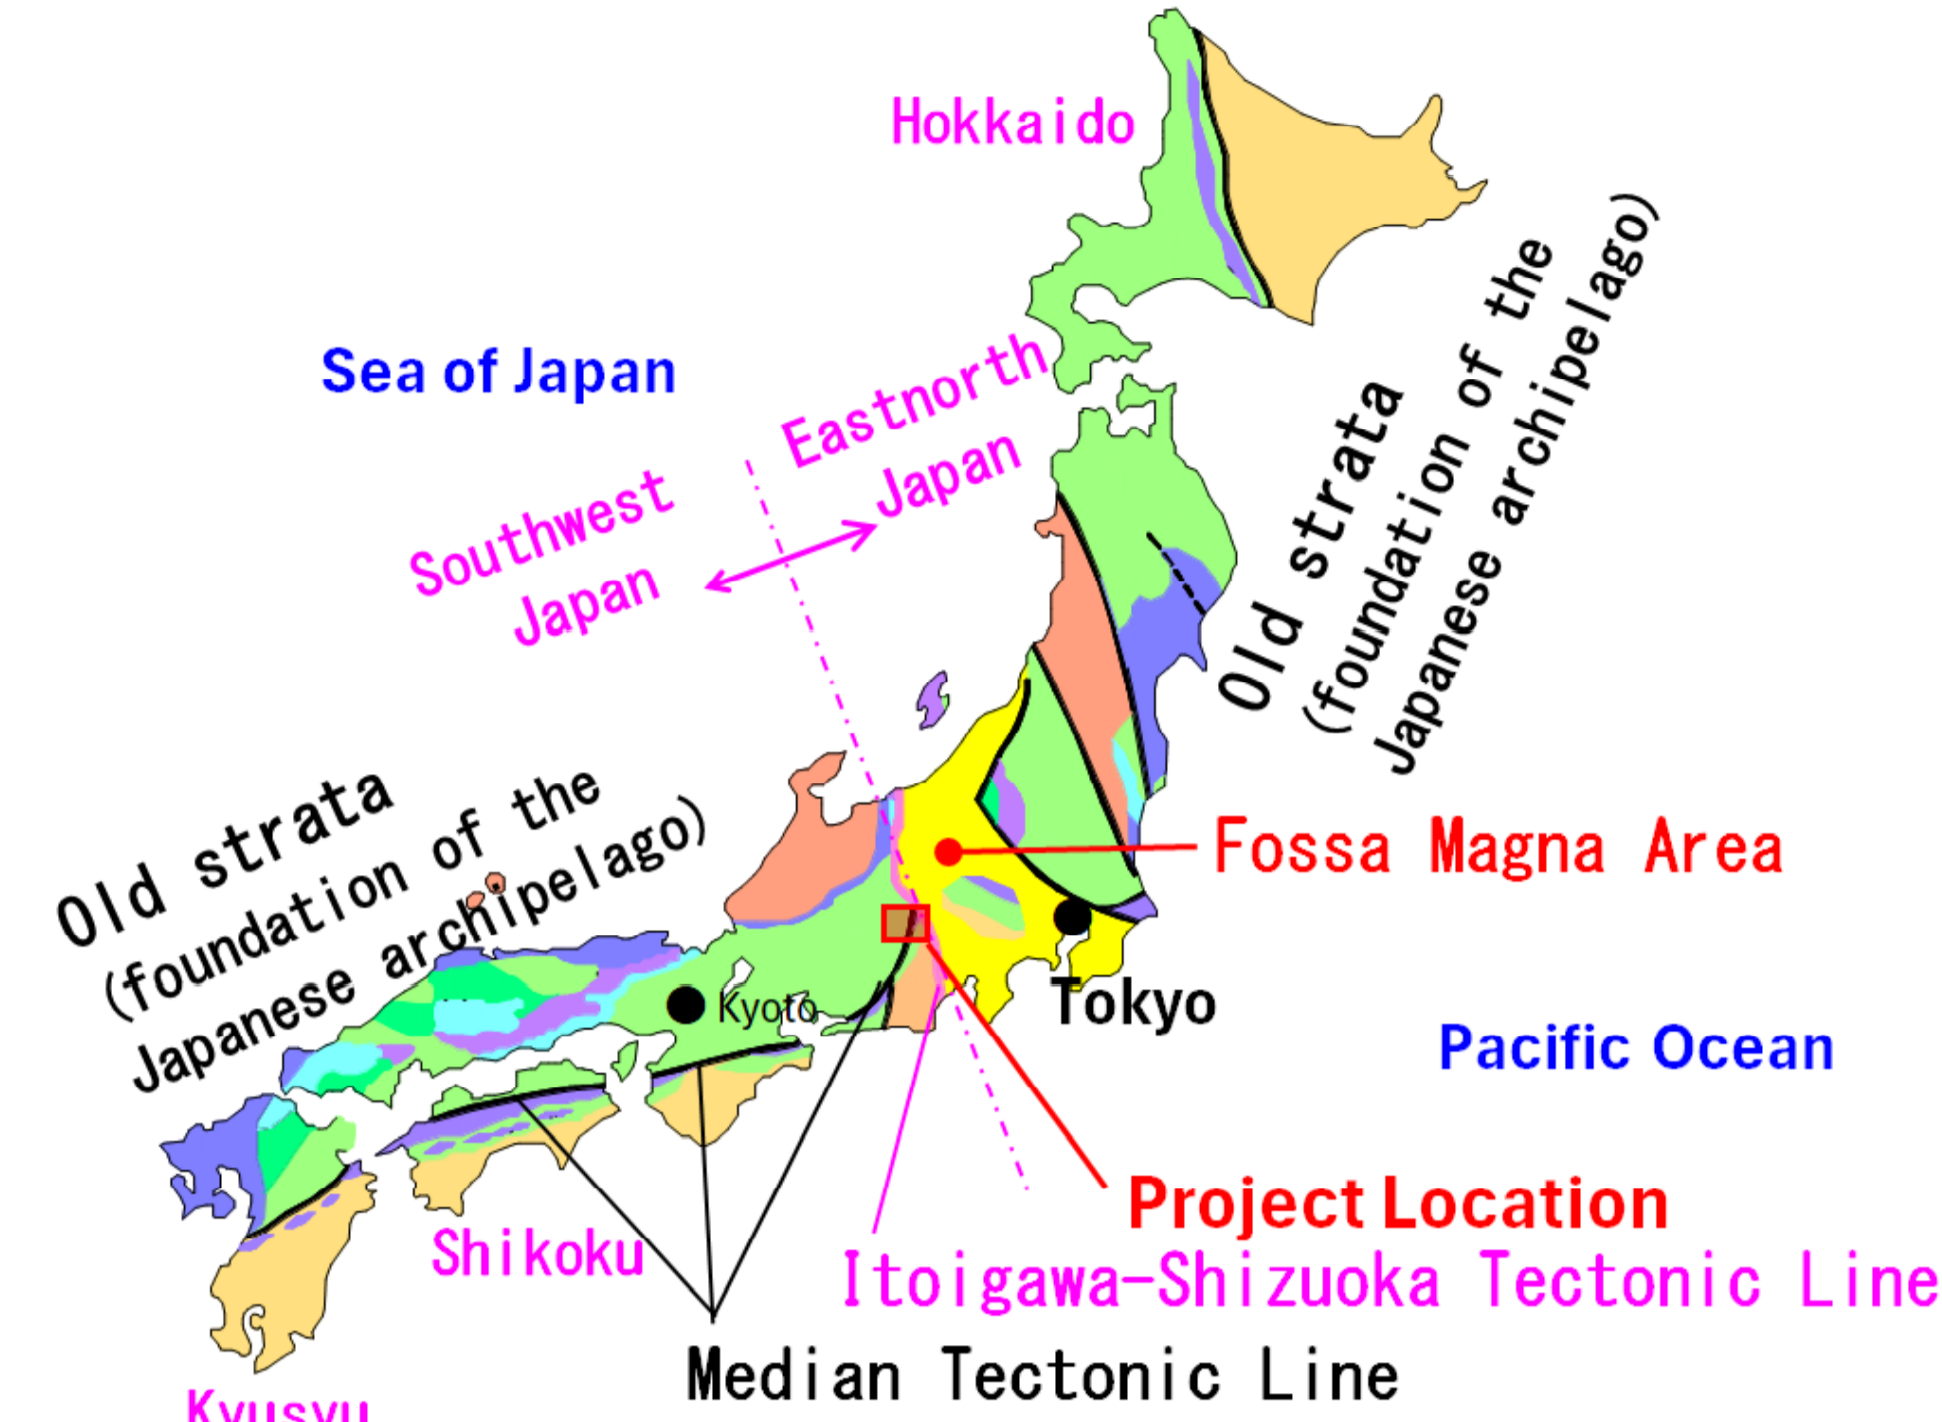 Hokkaido
Sea of Japan
Eastnorth
Japan
Southwest
Japan
Old strata
(foundation of the
Japanese archipelago)
Old strata
(foundation of the
Japanese archipelago)
Fossa Magna Area
Kyoto
Tokyo
Pacific Ocean
Project Location
Shikoku
Itoigawa-Shizuoka Tectonic Line
Median Tectonic Line
Kyusyu